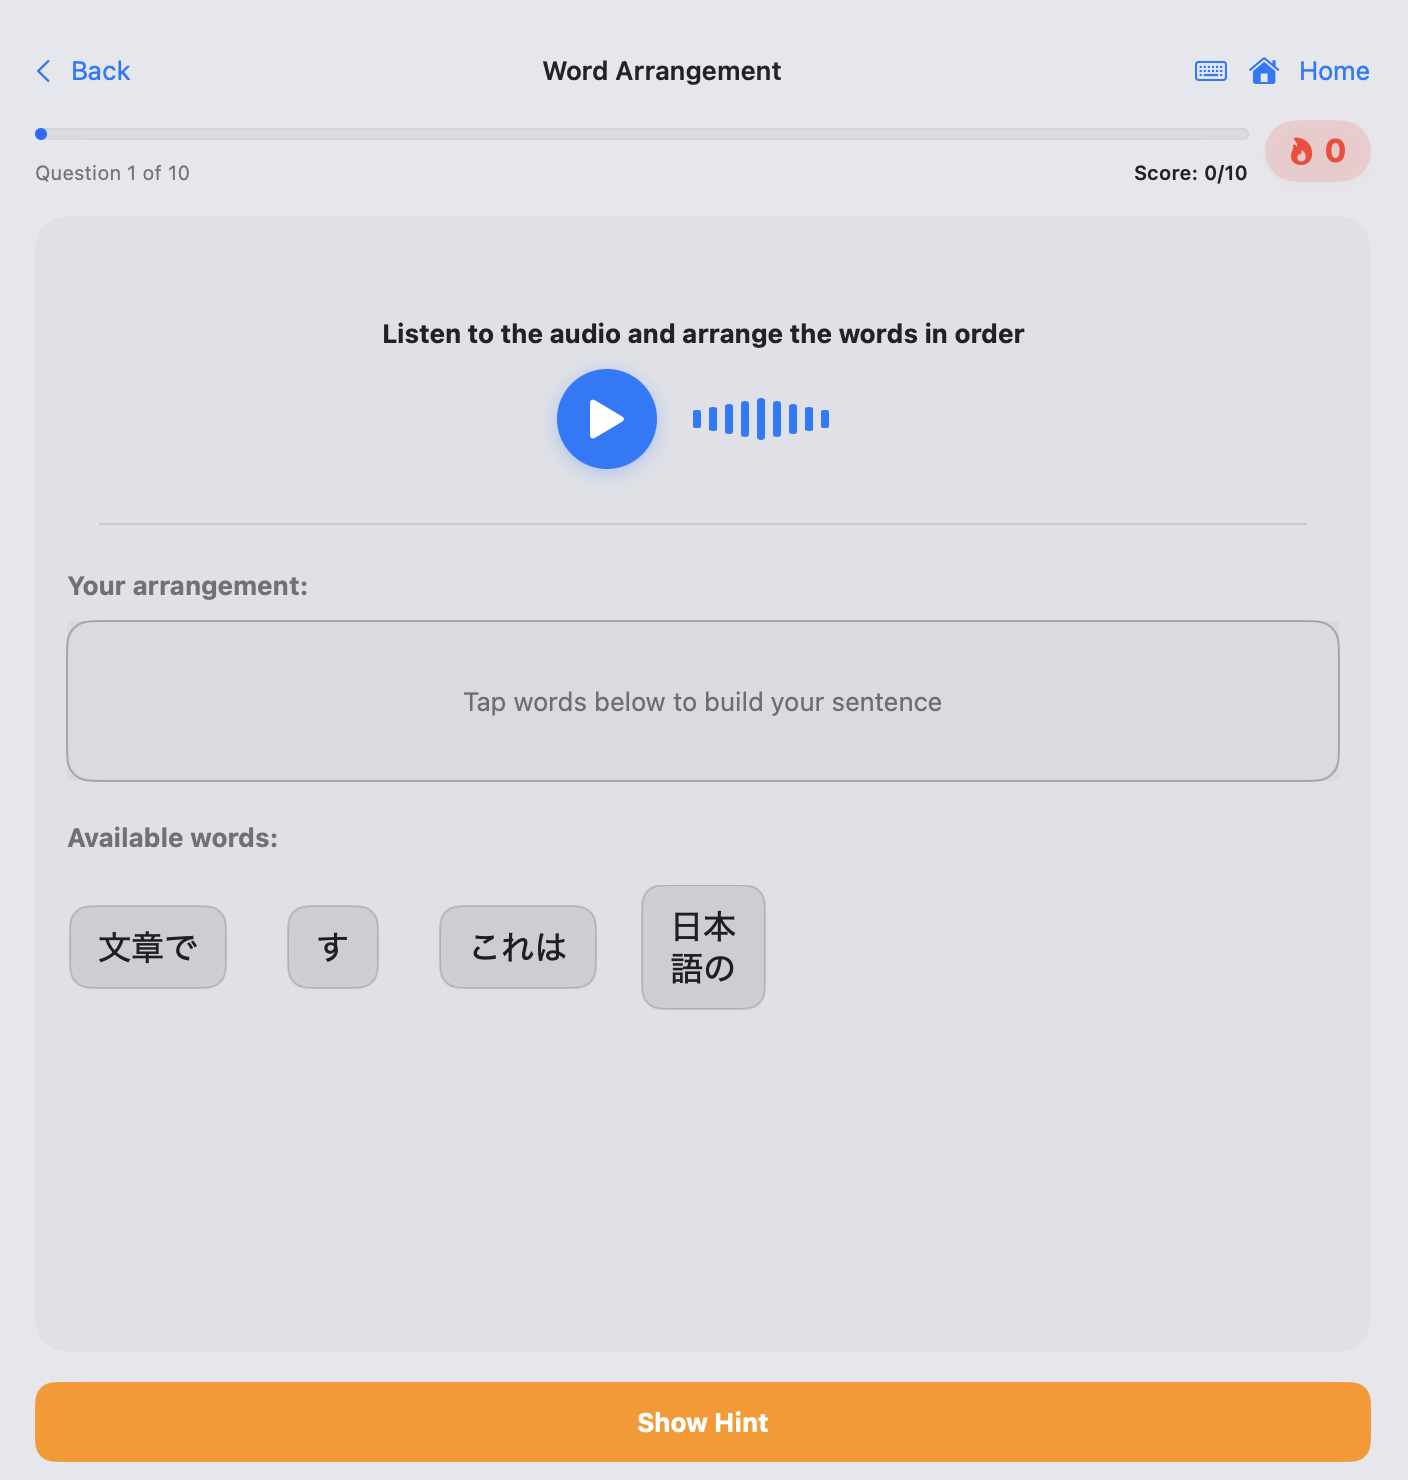 Back
Word Arrangement
Home
0
Question 1 of 10
Score: 0/10
Listen to the audio and arrange the words in order
Your arrangement:
Tap words below to build your sentence
Available words:
文章で
す
これは
日本
語の
Show Hint